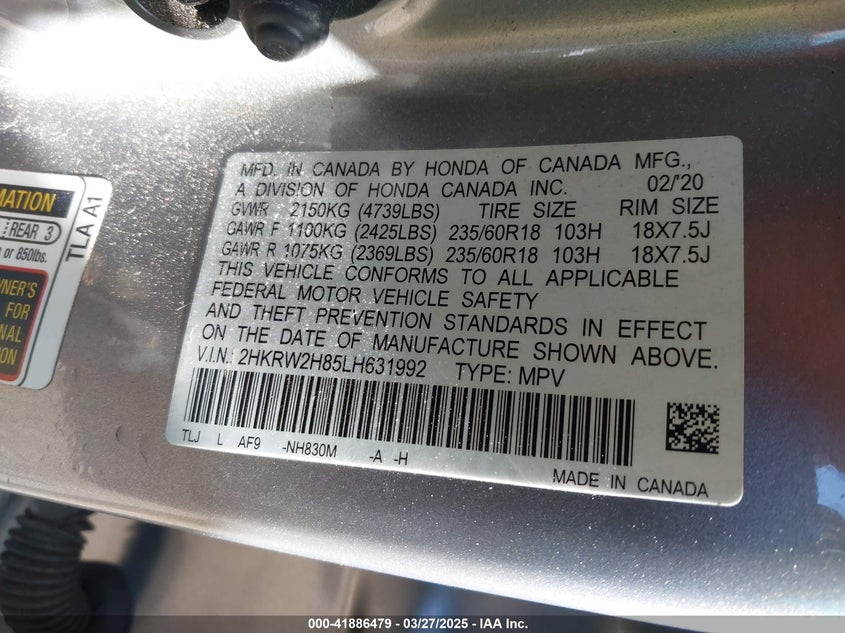 MATION
REAR 3
or 850lbs.
TLA A1
WNER'S
FOR
NAL
ION
MFD. IN CANADA BY HONDA OF CANADA MFG.,
A DIVISION OF HONDA CANADA INC. 02/'20
GVWR 2150KG (4739LBS) TIRE SIZE RIM SIZE
GAWR F 1100KG (2425LBS) 235/60R18 103H 18X7.5J
GAWR R 1075KG (2369LBS) 235/60R18 103H 18X7.5J
THIS VEHICLE CONFORMS TO ALL APPLICABLE
FEDERAL MOTOR VEHICLE SAFETY
AND THEFT PREVENTION STANDARDS IN EFFECT
ON THE DATE OF MANUFACTURE SHOWN ABOVE.
V.I.N.: 2HKRW2H85LH631992 TYPE: MPV
TLJ L AF9 -NH830M -A -H
MADE IN CANADA
000-41886479 - 03/27/2025 - IAA Inc.